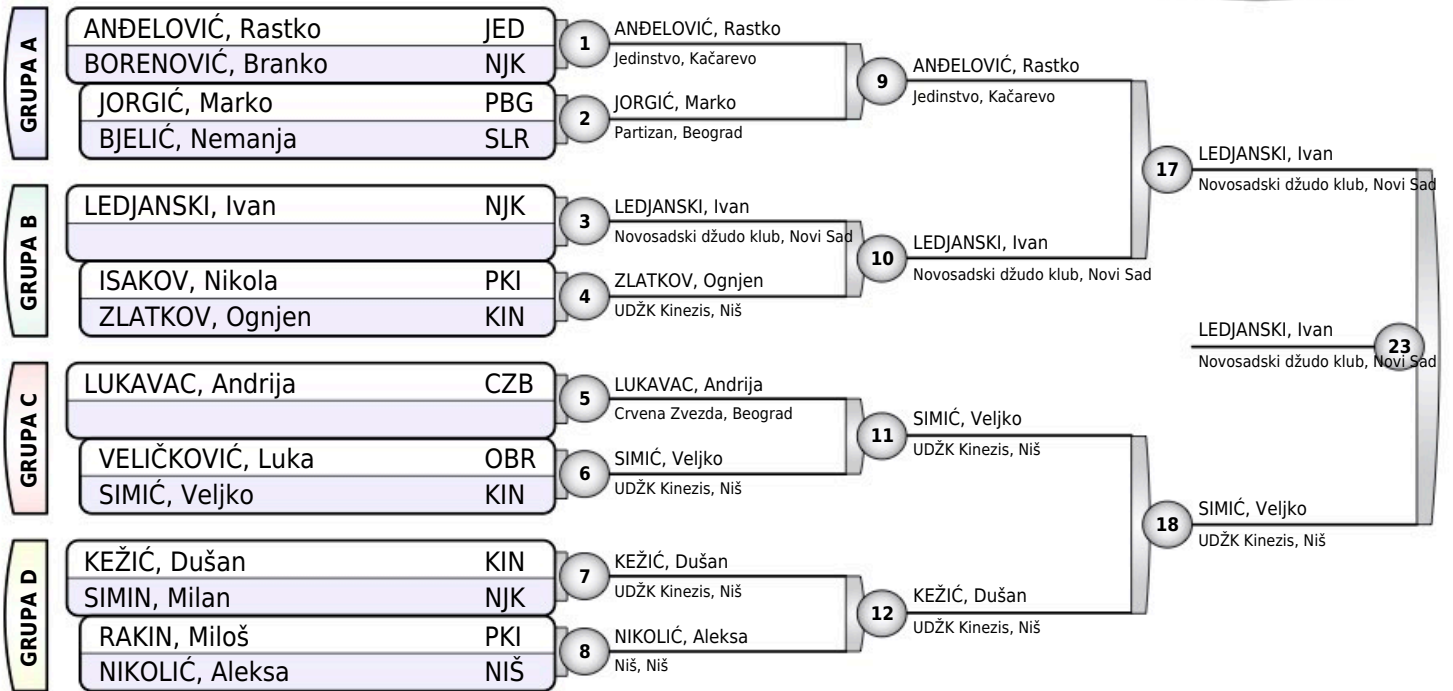 GRUPA A
ANĐELOVIĆ, Rastko JED
BORENOVIĆ, Branko NJK
JORGIĆ, Marko PBG
BJELIĆ, Nemanja SLR
1
ANĐELOVIĆ, Rastko
Jedinstvo, Kačarevo
2
JORGIĆ, Marko
Partizan, Beograd
9
ANĐELOVIĆ, Rastko
Jedinstvo, Kačarevo
GRUPA B
LEDJANSKI, Ivan NJK
ISAKOV, Nikola PKI
ZLATKOV, Ognjen KIN
3
LEDJANSKI, Ivan
Novosadski džudo klub, Novi Sad
4
ZLATKOV, Ognjen
UDŽK Kinezis, Niš
10
LEDJANSKI, Ivan
Novosadski džudo klub, Novi Sad
17
LEDJANSKI, Ivan
Novosadski džudo klub, Novi Sad
GRUPA C
LUKAVAC, Andrija CZB
VELIČKOVIĆ, Luka OBR
SIMIĆ, Veljko KIN
5
LUKAVAC, Andrija
Crvena Zvezda, Beograd
6
SIMIĆ, Veljko
UDŽK Kinezis, Niš
11
SIMIĆ, Veljko
UDŽK Kinezis, Niš
GRUPA D
KEŽIĆ, Dušan KIN
SIMIN, Milan NJK
RAKIN, Miloš PKI
NIKOLIĆ, Aleksa NIŠ
7
KEŽIĆ, Dušan
UDŽK Kinezis, Niš
8
NIKOLIĆ, Aleksa
Niš, Niš
12
KEŽIĆ, Dušan
UDŽK Kinezis, Niš
18
SIMIĆ, Veljko
UDŽK Kinezis, Niš
LEDJANSKI, Ivan
23
Novosadski džudo klub, Novi Sad